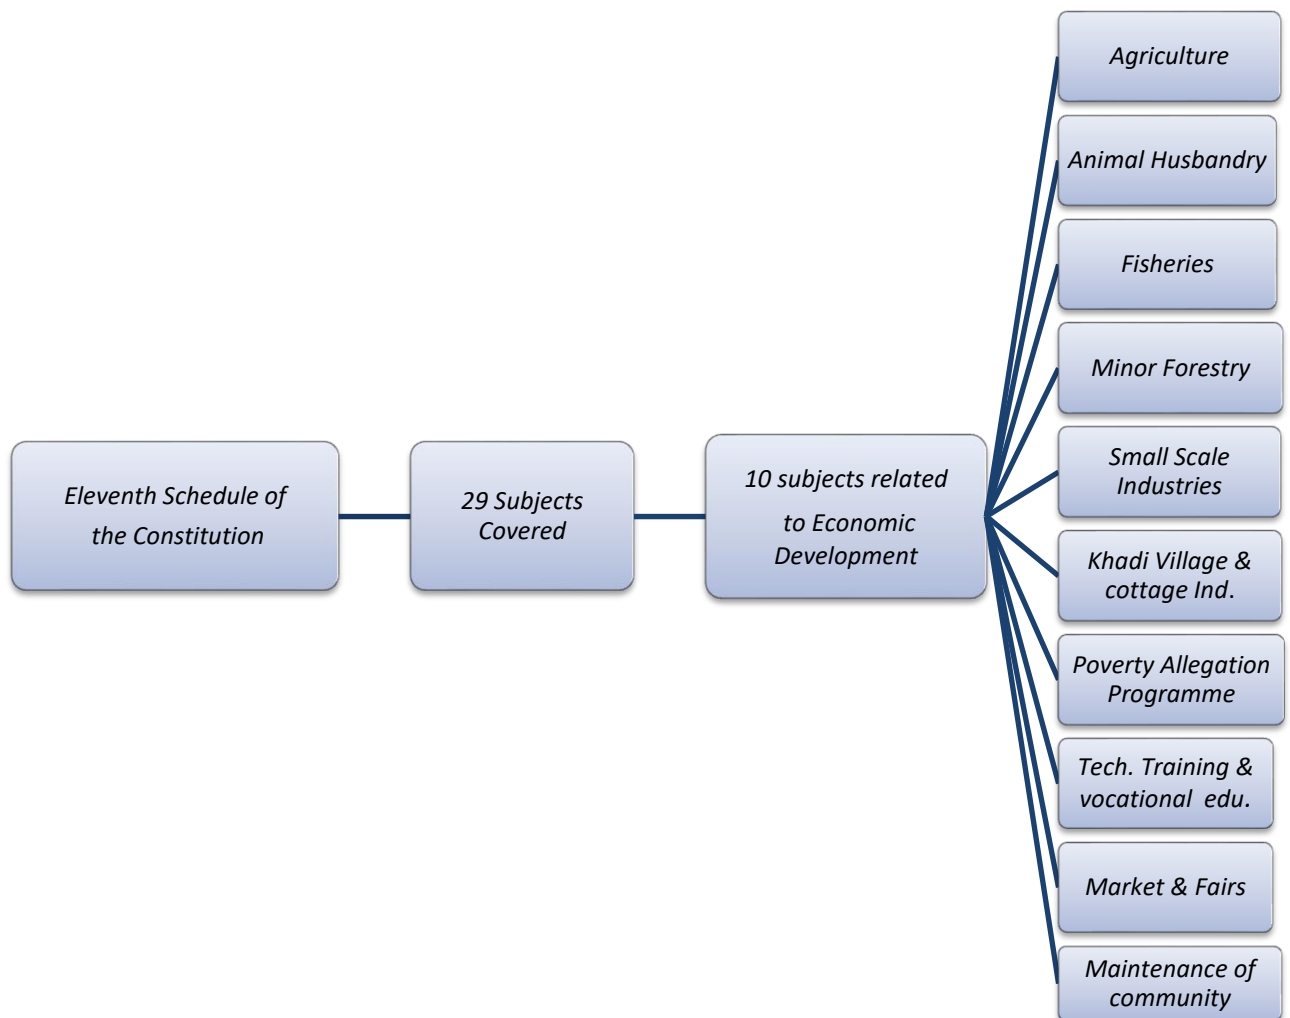 Eleventh Schedule of
the Constitution
29 Subjects
Covered
10 subjects related
to Economic
Development
Agriculture
Animal Husbandry
Fisheries
Minor Forestry
Small Scale
Industries
Khadi Village &
cottage Ind.
Poverty Allegation
Programme
Tech. Training &
vocational edu.
Market & Fairs
Maintenance of
community